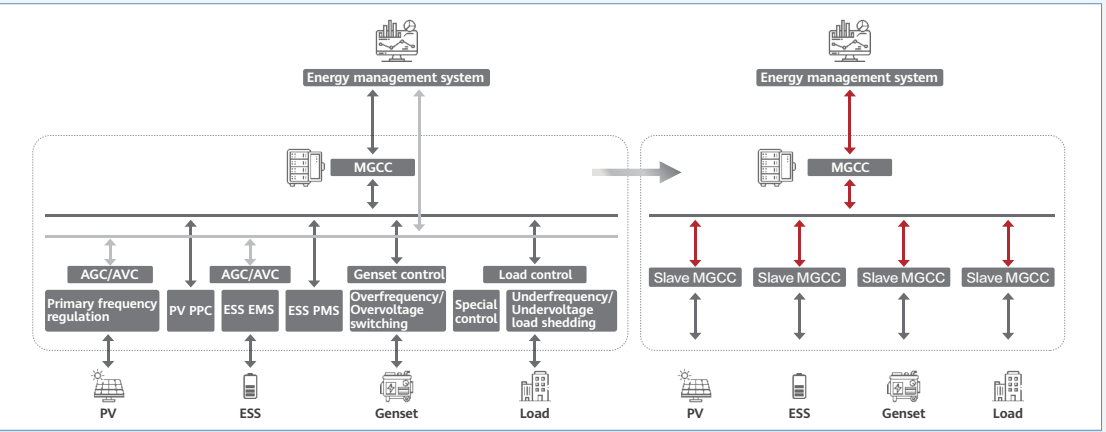 Energy management system
MGCC
AGC/AVC
AGC/AVC
Genset control
Load control
Primary frequency
regulation
PV PPC
ESS EMS
ESS PMS
Overfrequency/
Overvoltage
switching
Special
control
Underfrequency/
Undervoltage
load shedding
PV
ESS
Genset
Load
Energy management system
MGCC
Slave MGCC
Slave MGCC
Slave MGCC
Slave MGCC
PV
ESS
Genset
Load